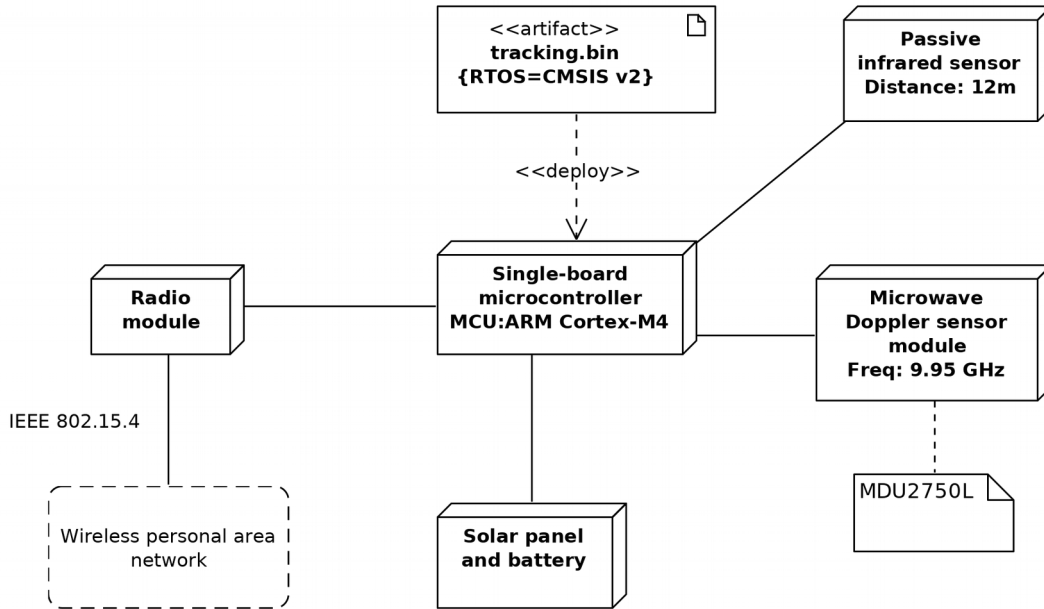 <<artifact>>
tracking.bin
{RTOS=CMSIS v2}
Passive
infrared sensor
Distance: 12m
<<deploy>>
Radio
module
Single-board
microcontroller
MCU:ARM Cortex-M4
Microwave
Doppler sensor
module
Freq: 9.95 GHz
IEEE 802.15.4
Wireless personal area
network
Solar panel
and battery
MDU2750L